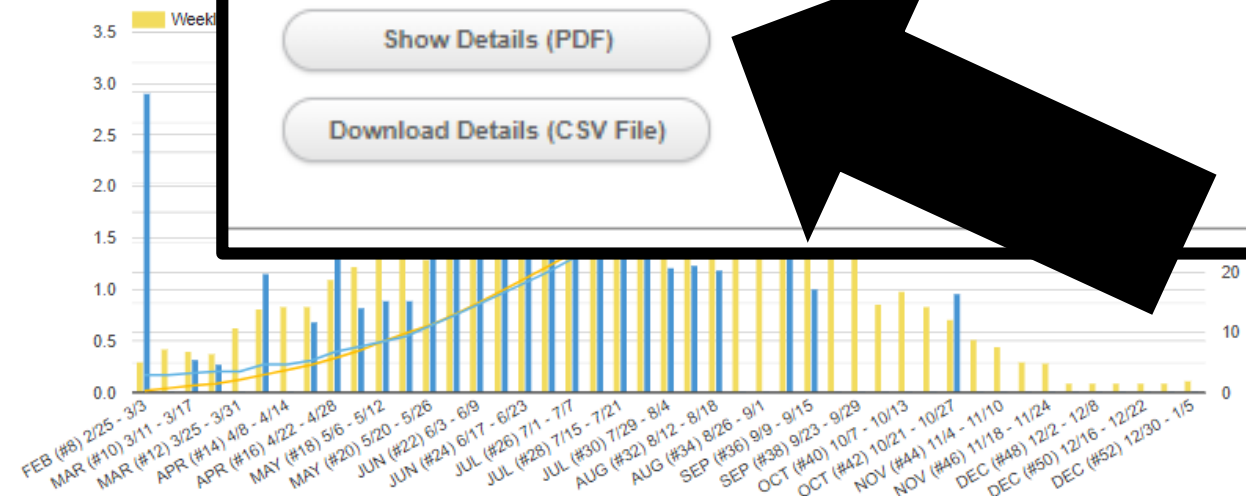 Weekl
Show Details (PDF)
Download Details (CSV File)
3.5
3.0
2.5
2.0
1.5
1.0
0.5
0.0
20
10
0
FEB (#8) 2/25 - 3/3
MAR (#10) 3/11 - 3/17
MAR (#12) 3/25 - 3/31
APR (#14) 4/8 - 4/14
APR (#16) 4/22 - 4/28
MAY (#18) 5/6 - 5/12
MAY (#20) 5/20 - 5/26
JUN (#22) 6/3 - 6/9
JUN (#24) 6/17 - 6/23
JUL (#26) 7/1 - 7/7
JUL (#28) 7/15 - 7/21
JUL (#30) 7/29 - 8/4
AUG (#32) 8/12 - 8/18
AUG (#34) 8/26 - 9/1
SEP (#36) 9/9 - 9/15
SEP (#38) 9/23 - 9/29
OCT (#40) 10/7 - 10/13
OCT (#42) 10/21 - 10/27
NOV (#44) 11/4 - 11/10
NOV (#46) 11/18 - 11/24
DEC (#48) 12/2 - 12/8
DEC (#50) 12/16 - 12/22
DEC (#52) 12/30 - 1/5